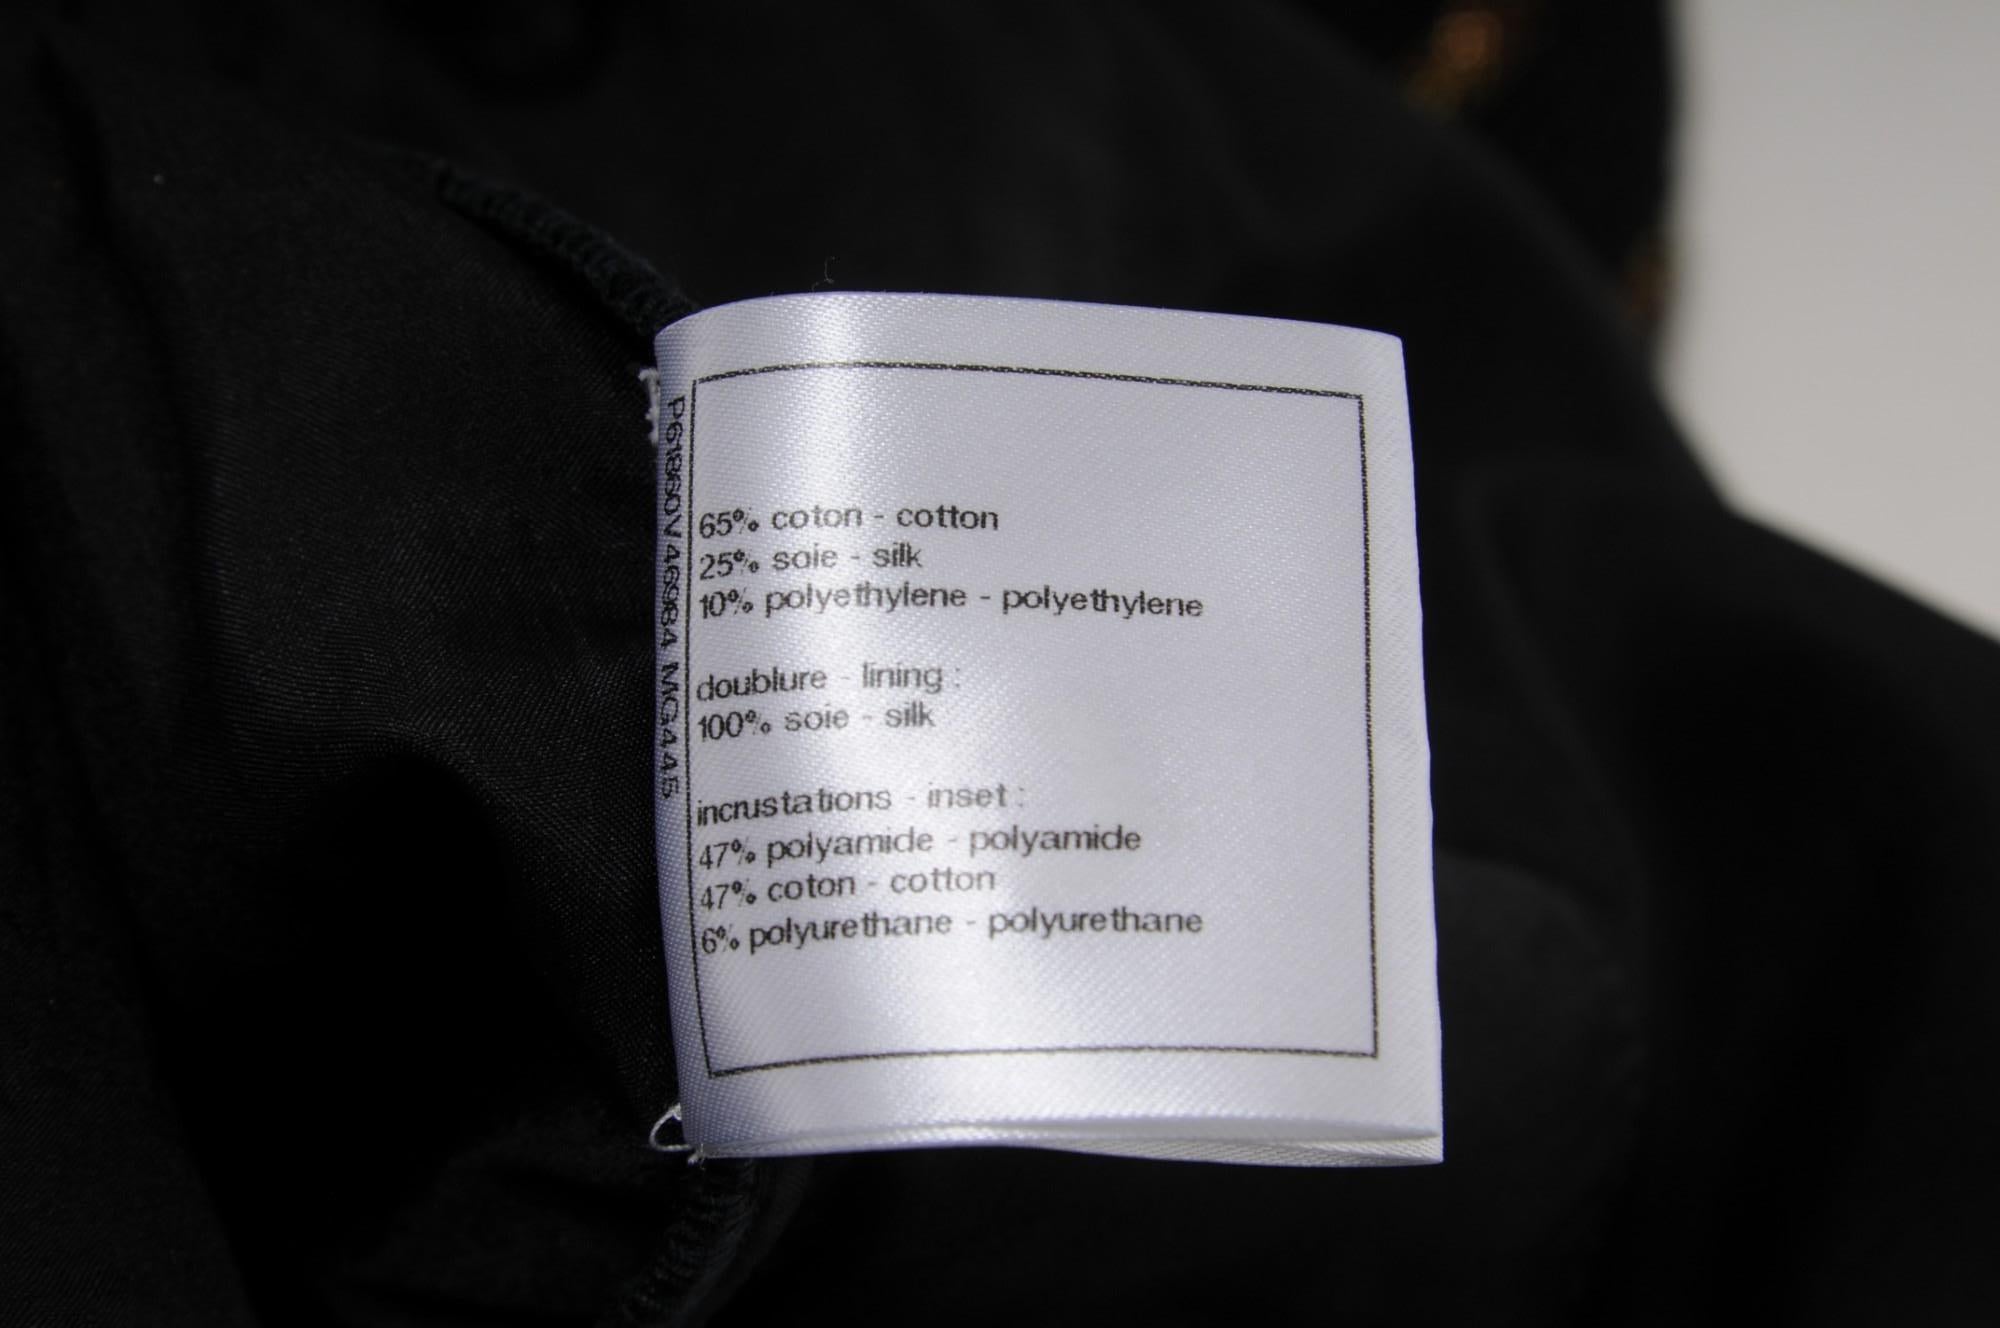 P61860V46984 MG4445
65% coton - cotton
25% soie - silk
10% polyethylene - polyethylene
doublure - lining :
100% soie - silk
incrustations - inset :
47% polyamide - polyamide
47% coton - cotton
6% polyurethane - polyurethane